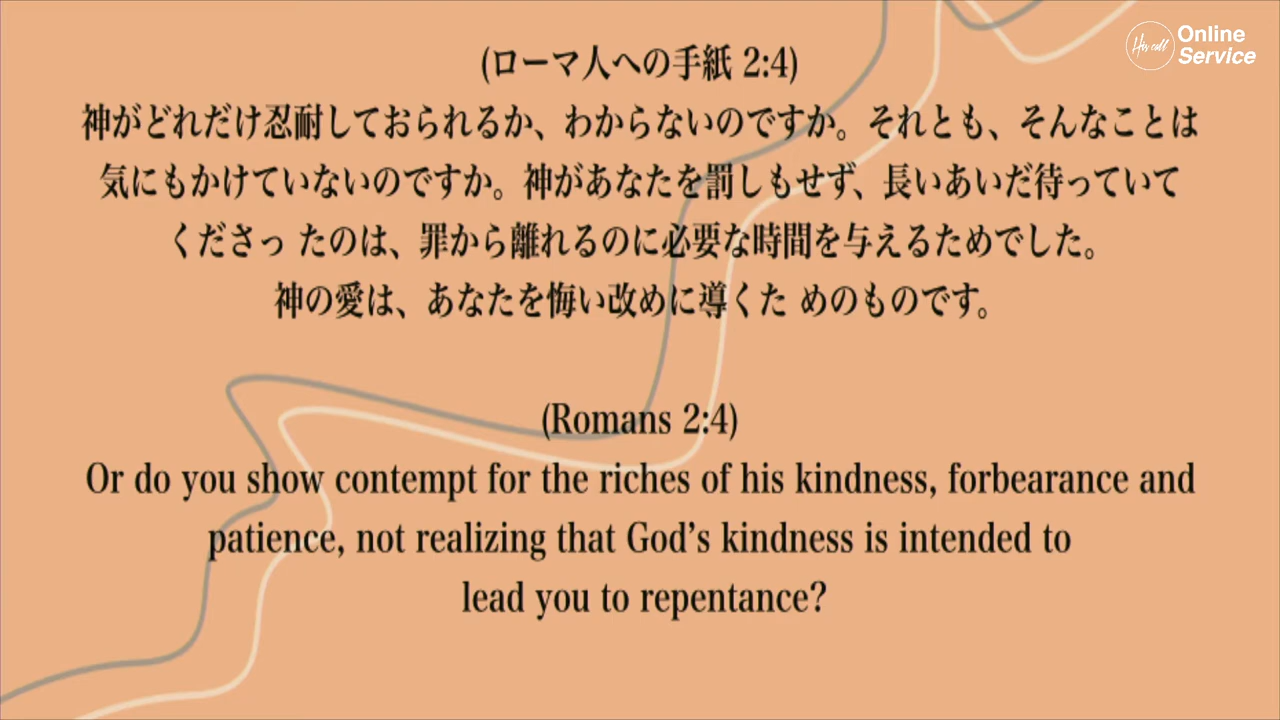 His call
Online
Service
(ローマ人への手紙 2:4)
神がどれだけ忍耐しておられるか、わからないのですか。それとも、そんなことは
気にもかけていないのですか。神があなたを罰しもせず、長いあいだ待っていて
くださっ たのは、罪から離れるのに必要な時間を与えるためでした。
神の愛は、あなたを悔い改めに導くた めのものです。
(Romans 2:4)
Or do you show contempt for the riches of his kindness, forbearance and
patience, not realizing that God’s kindness is intended to
lead you to repentance?